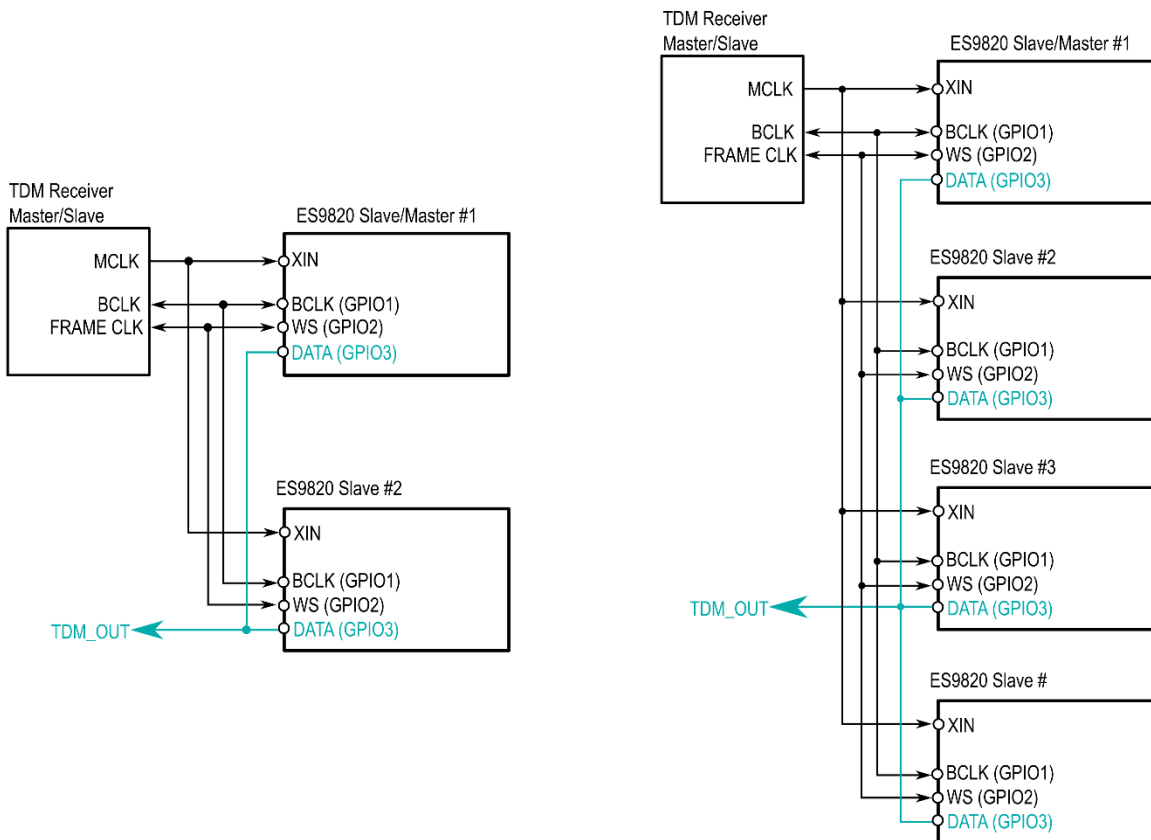 TDM Receiver
Master/Slave
MCLK
BCLK
FRAME CLK
ES9820 Slave/Master #1
XIN
BCLK (GPIO1)
WS (GPIO2)
DATA (GPIO3)
ES9820 Slave #2
XIN
BCLK (GPIO1)
WS (GPIO2)
DATA (GPIO3)
TDM_OUT
TDM Receiver
Master/Slave
MCLK
BCLK
FRAME CLK
ES9820 Slave/Master #1
XIN
BCLK (GPIO1)
WS (GPIO2)
DATA (GPIO3)
ES9820 Slave #2
XIN
BCLK (GPIO1)
WS (GPIO2)
DATA (GPIO3)
ES9820 Slave #3
XIN
BCLK (GPIO1)
WS (GPIO2)
DATA (GPIO3)
TDM_OUT
ES9820 Slave #
XIN
BCLK (GPIO1)
WS (GPIO2)
DATA (GPIO3)